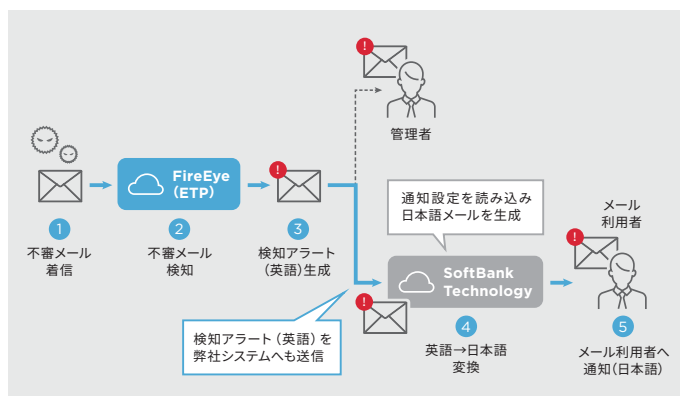 !
管理者
FireEye
(ETP)
!
1
不審メール
着信
2
不審メール
検知
3
検知アラート
(英語)生成
通知設定を読み込み
日本語メールを生成
メール
利用者
!
SoftBank
Technology
!
検知アラート(英語)を
弊社システムへも送信
4
英語→日本語
変換
5
メール利用者へ
通知(日本語)